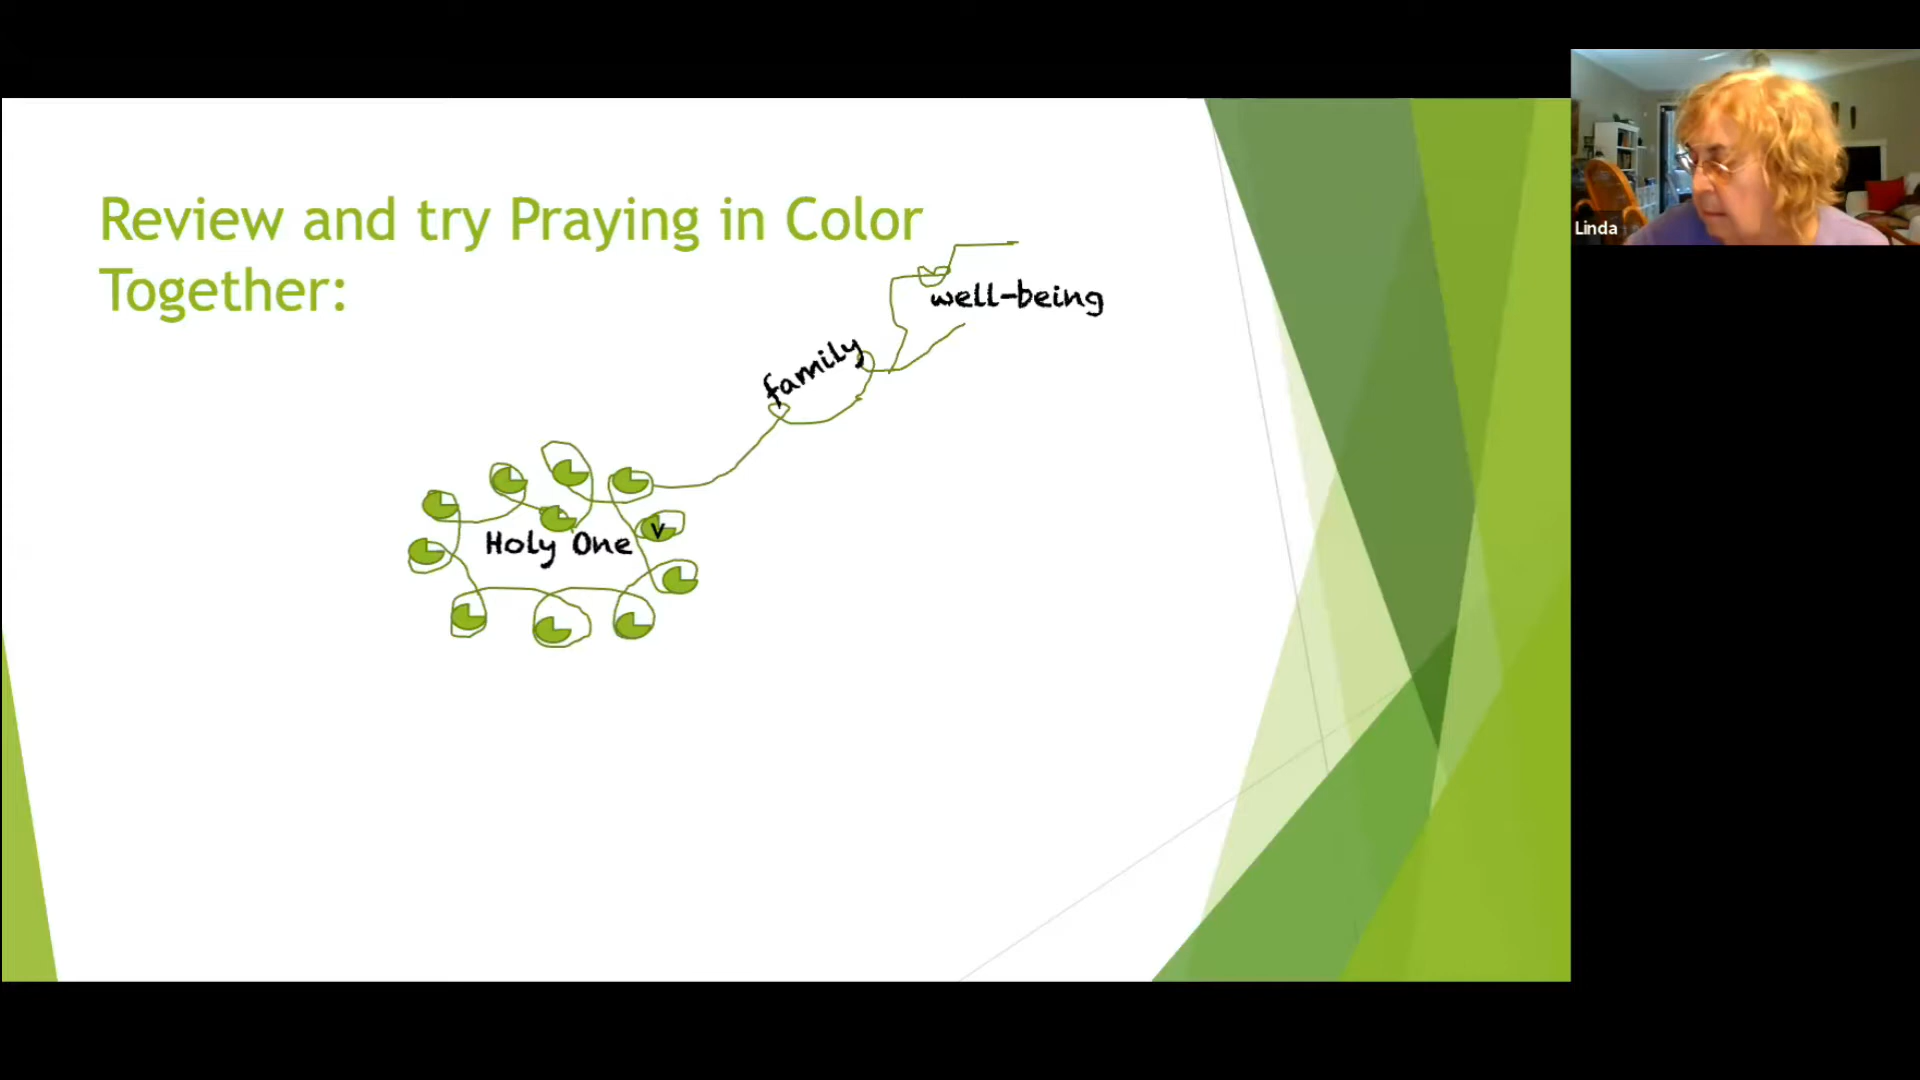 Review and try Praying in Color
Together:
well-being
family
Holy One
v
Linda